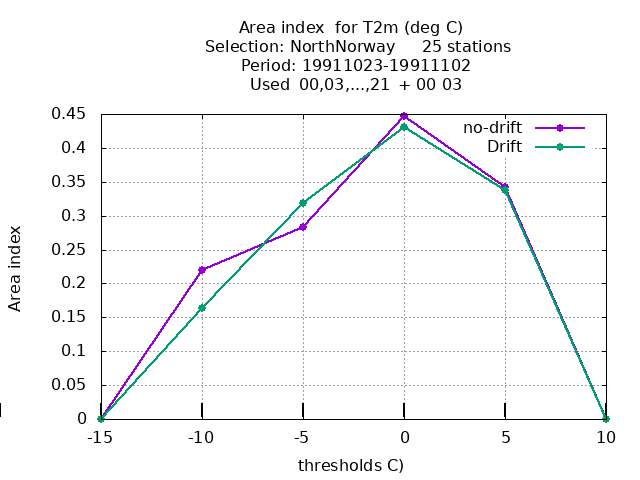 Area index  for T2m (deg C)
Selection: NorthNorway     25 stations
Period: 19911023-19911102
Used  00,03,...,21  + 00 03
0.45
0.4
0.35
0.3
0.25
0.2
0.15
0.1
0.05
0
no-drift
Drift
Area index
-15 -10 -5 0 5 10
thresholds C)